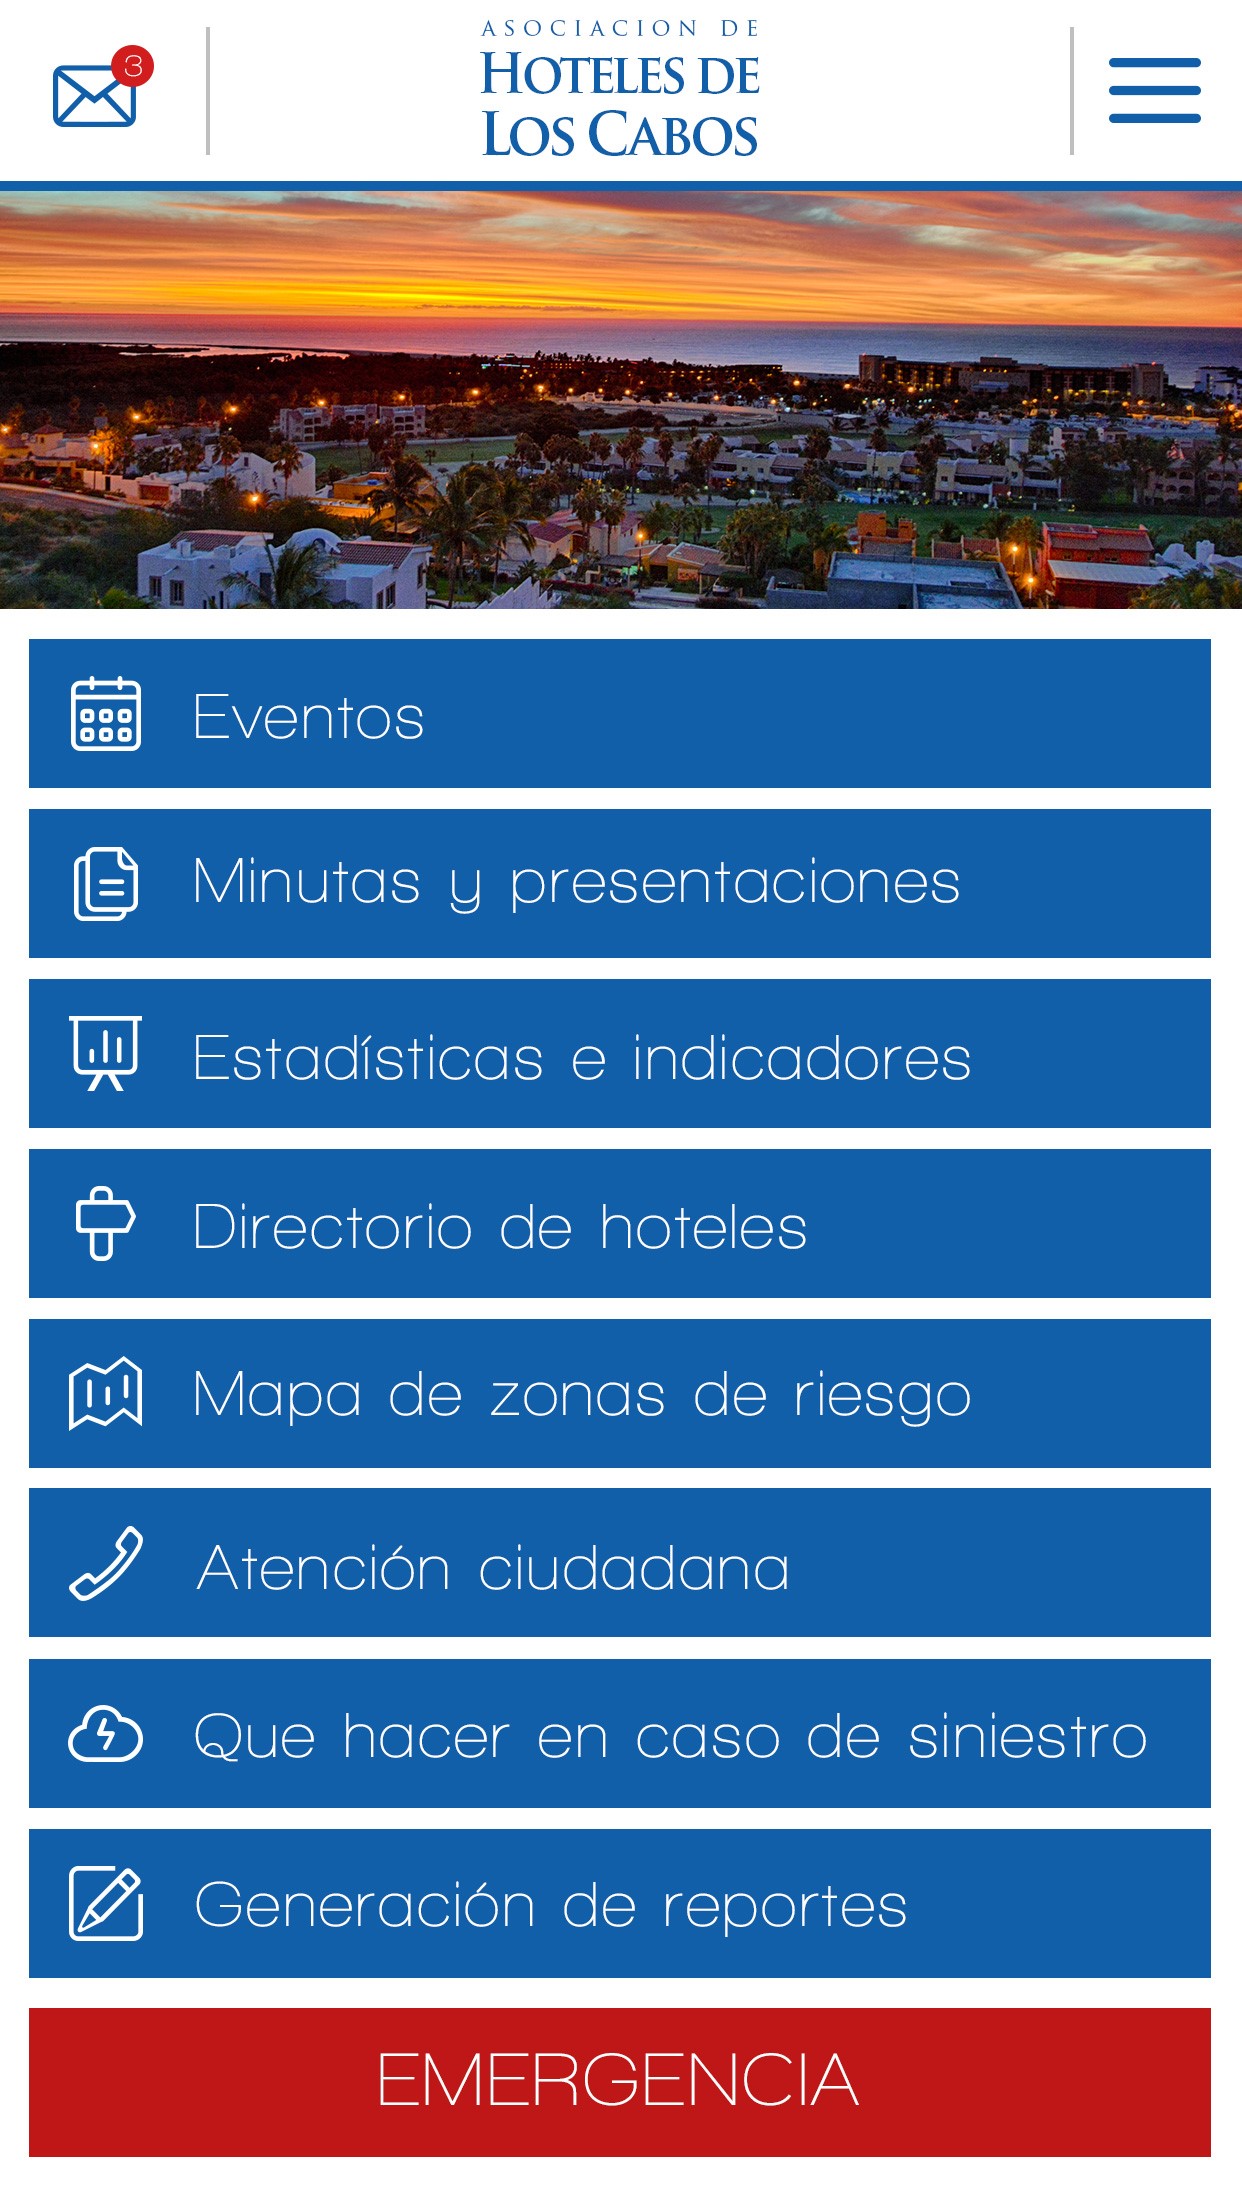 3
ASOCIACION DE
HOTELES DE
LOS CABOS
Eventos
Minutas y presentaciones
Estadísticas e indicadores
Directorio de hoteles
Mapa de zonas de riesgo
Atención ciudadana
Que hacer en caso de siniestro
Generación de reportes
EMERGENCIA